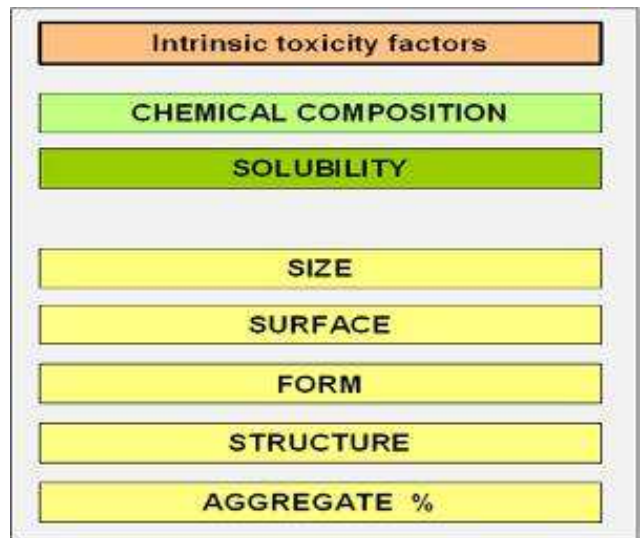 Intrinsic toxicity factors
CHEMICAL COMPOSITION
SOLUBILITY
SIZE
SURFACE
FORM
STRUCTURE
AGGREGATE %